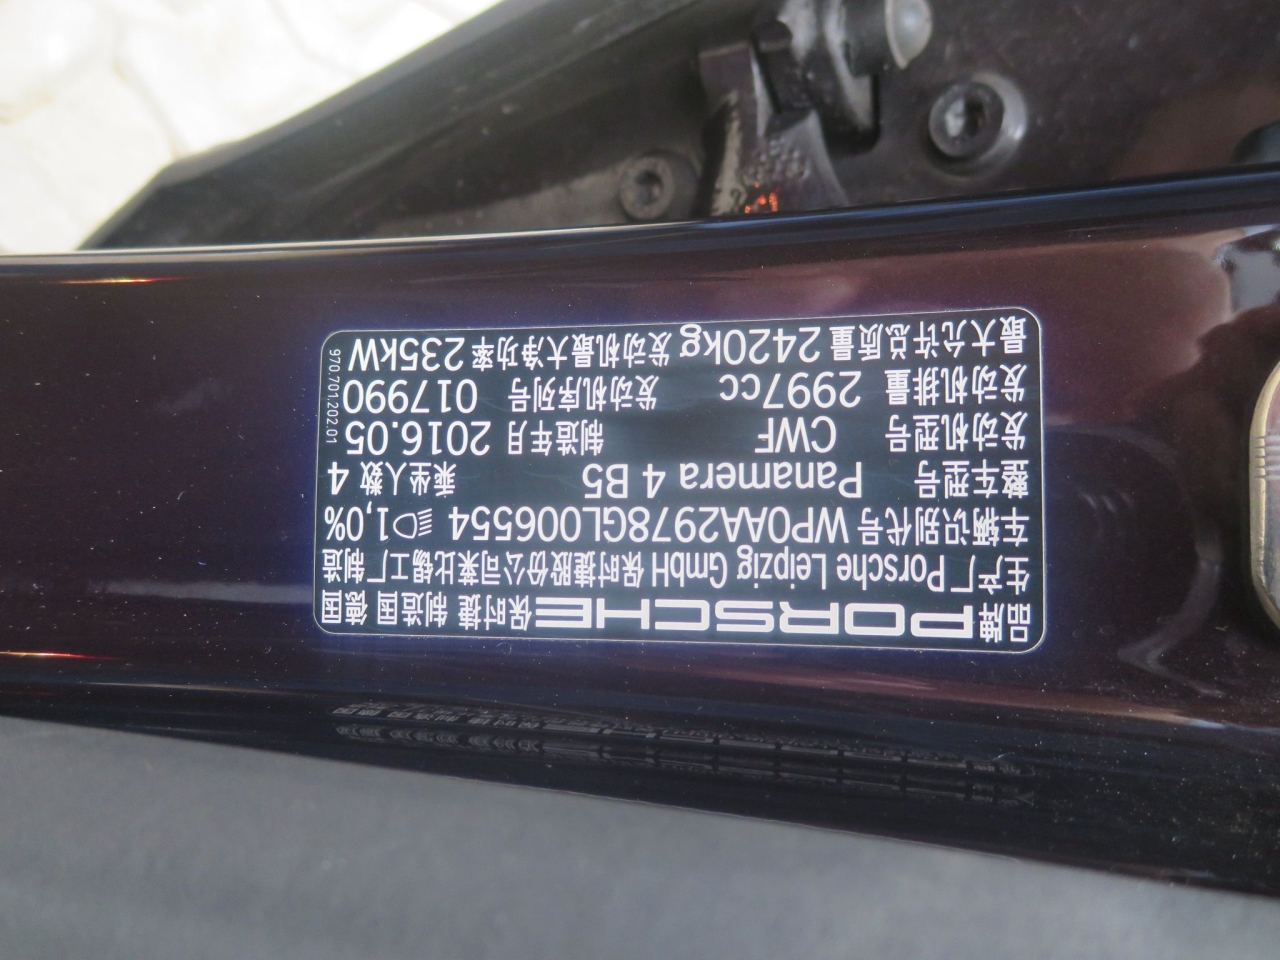 品牌 PORSCHE 保时捷 制造国 德国
生产厂 Porsche Leipzig GmbH 保时捷股份公司莱比锡工厂制造
车辆识别代号 WP0AA2978GL006554 1,0%
整车型号 Panamera 4 B5 乘坐人数 4
发动机型号 CWF 制造年月 2016.05
发动机排量 2997cc 发动机序列号 017990
最大允许总质量 2420kg 发动机最大净功率 235kW
970.701.202.01